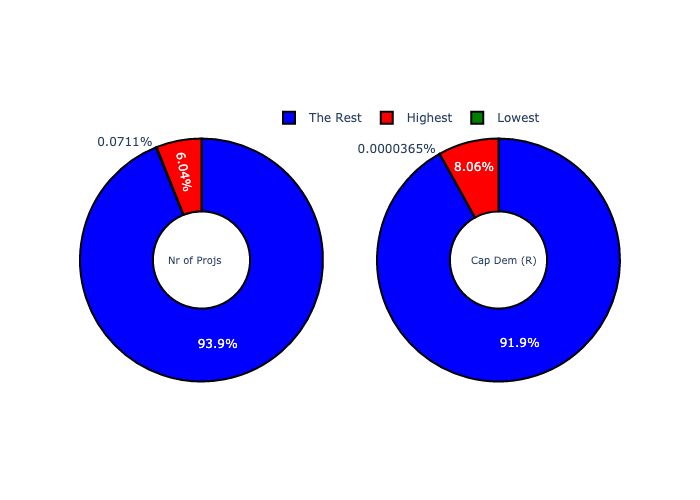 The Rest Highest Lowest
0.0711%
6.04%
Nr of Projs
93.9%
0.0000365%
8.06%
Cap Dem (R)
91.9%